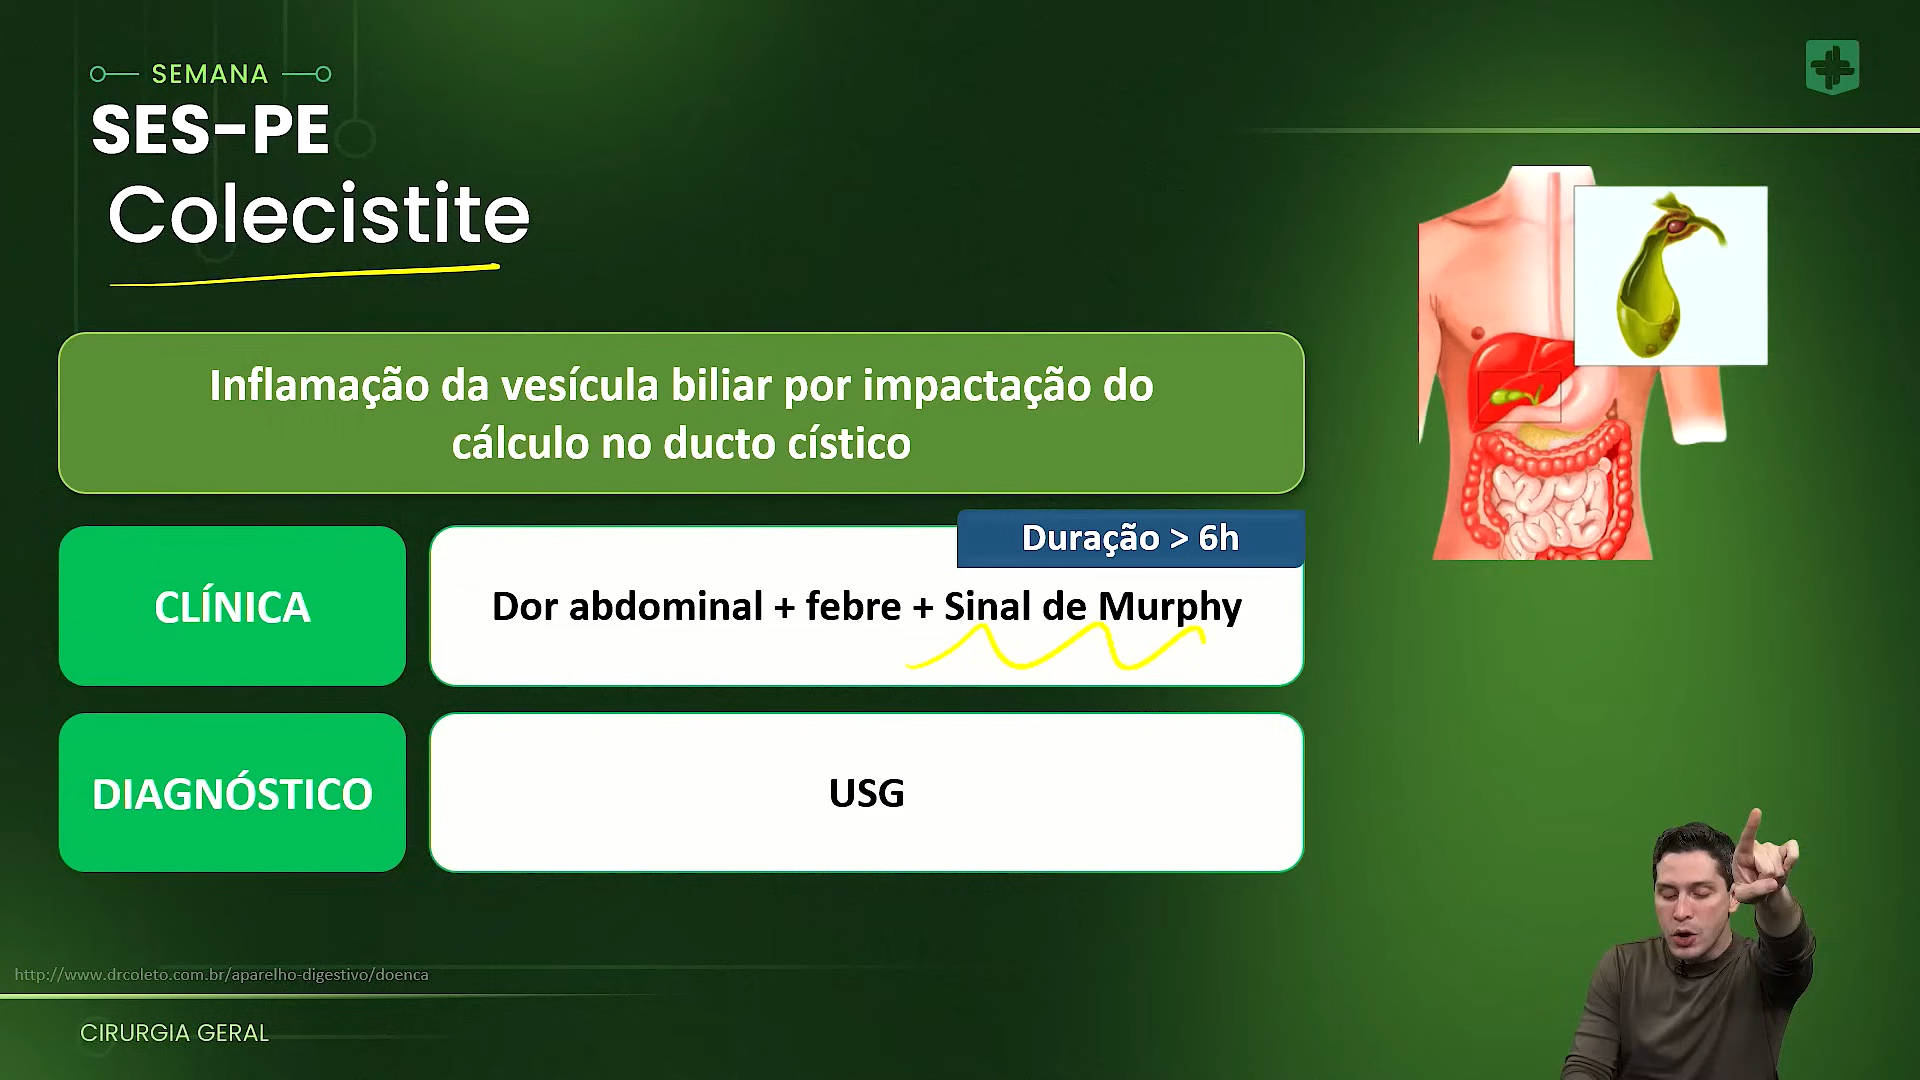 SEMANA
SES-PE
Colecistite
Inflamação da vesícula biliar por impactação do
cálculo no ducto cístico
Duração > 6h
CLÍNICA
Dor abdominal + febre + Sinal de Murphy
DIAGNÓSTICO
USG
http://www.drcoleto.com.br/aparelho-digestivo/doenca
CIRURGIA GERAL